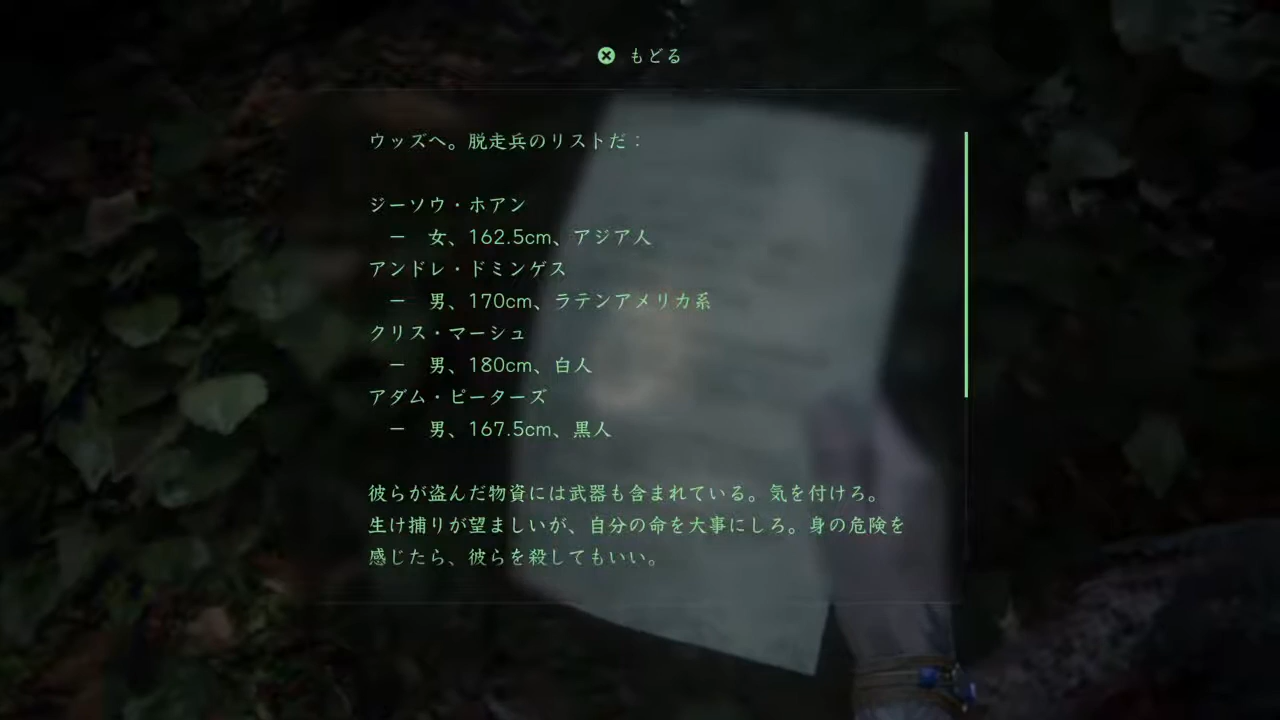 もどる
ウッズへ。脱走兵のリストだ：
ジーソウ・ホアン
ー　女、162.5cm、アジア人
アンドレ・ドミンゲス
ー　男、170cm、ラテンアメリカ系
クリス・マーシュ
ー　男、180cm、白人
アダム・ピーターズ
ー　男、167.5cm、黒人
彼らが盗んだ物資には武器も含まれている。気を付けろ。
生け捕りが望ましいが、自分の命を大事にしろ。身の危険を
感じたら、彼らを殺してもいい。